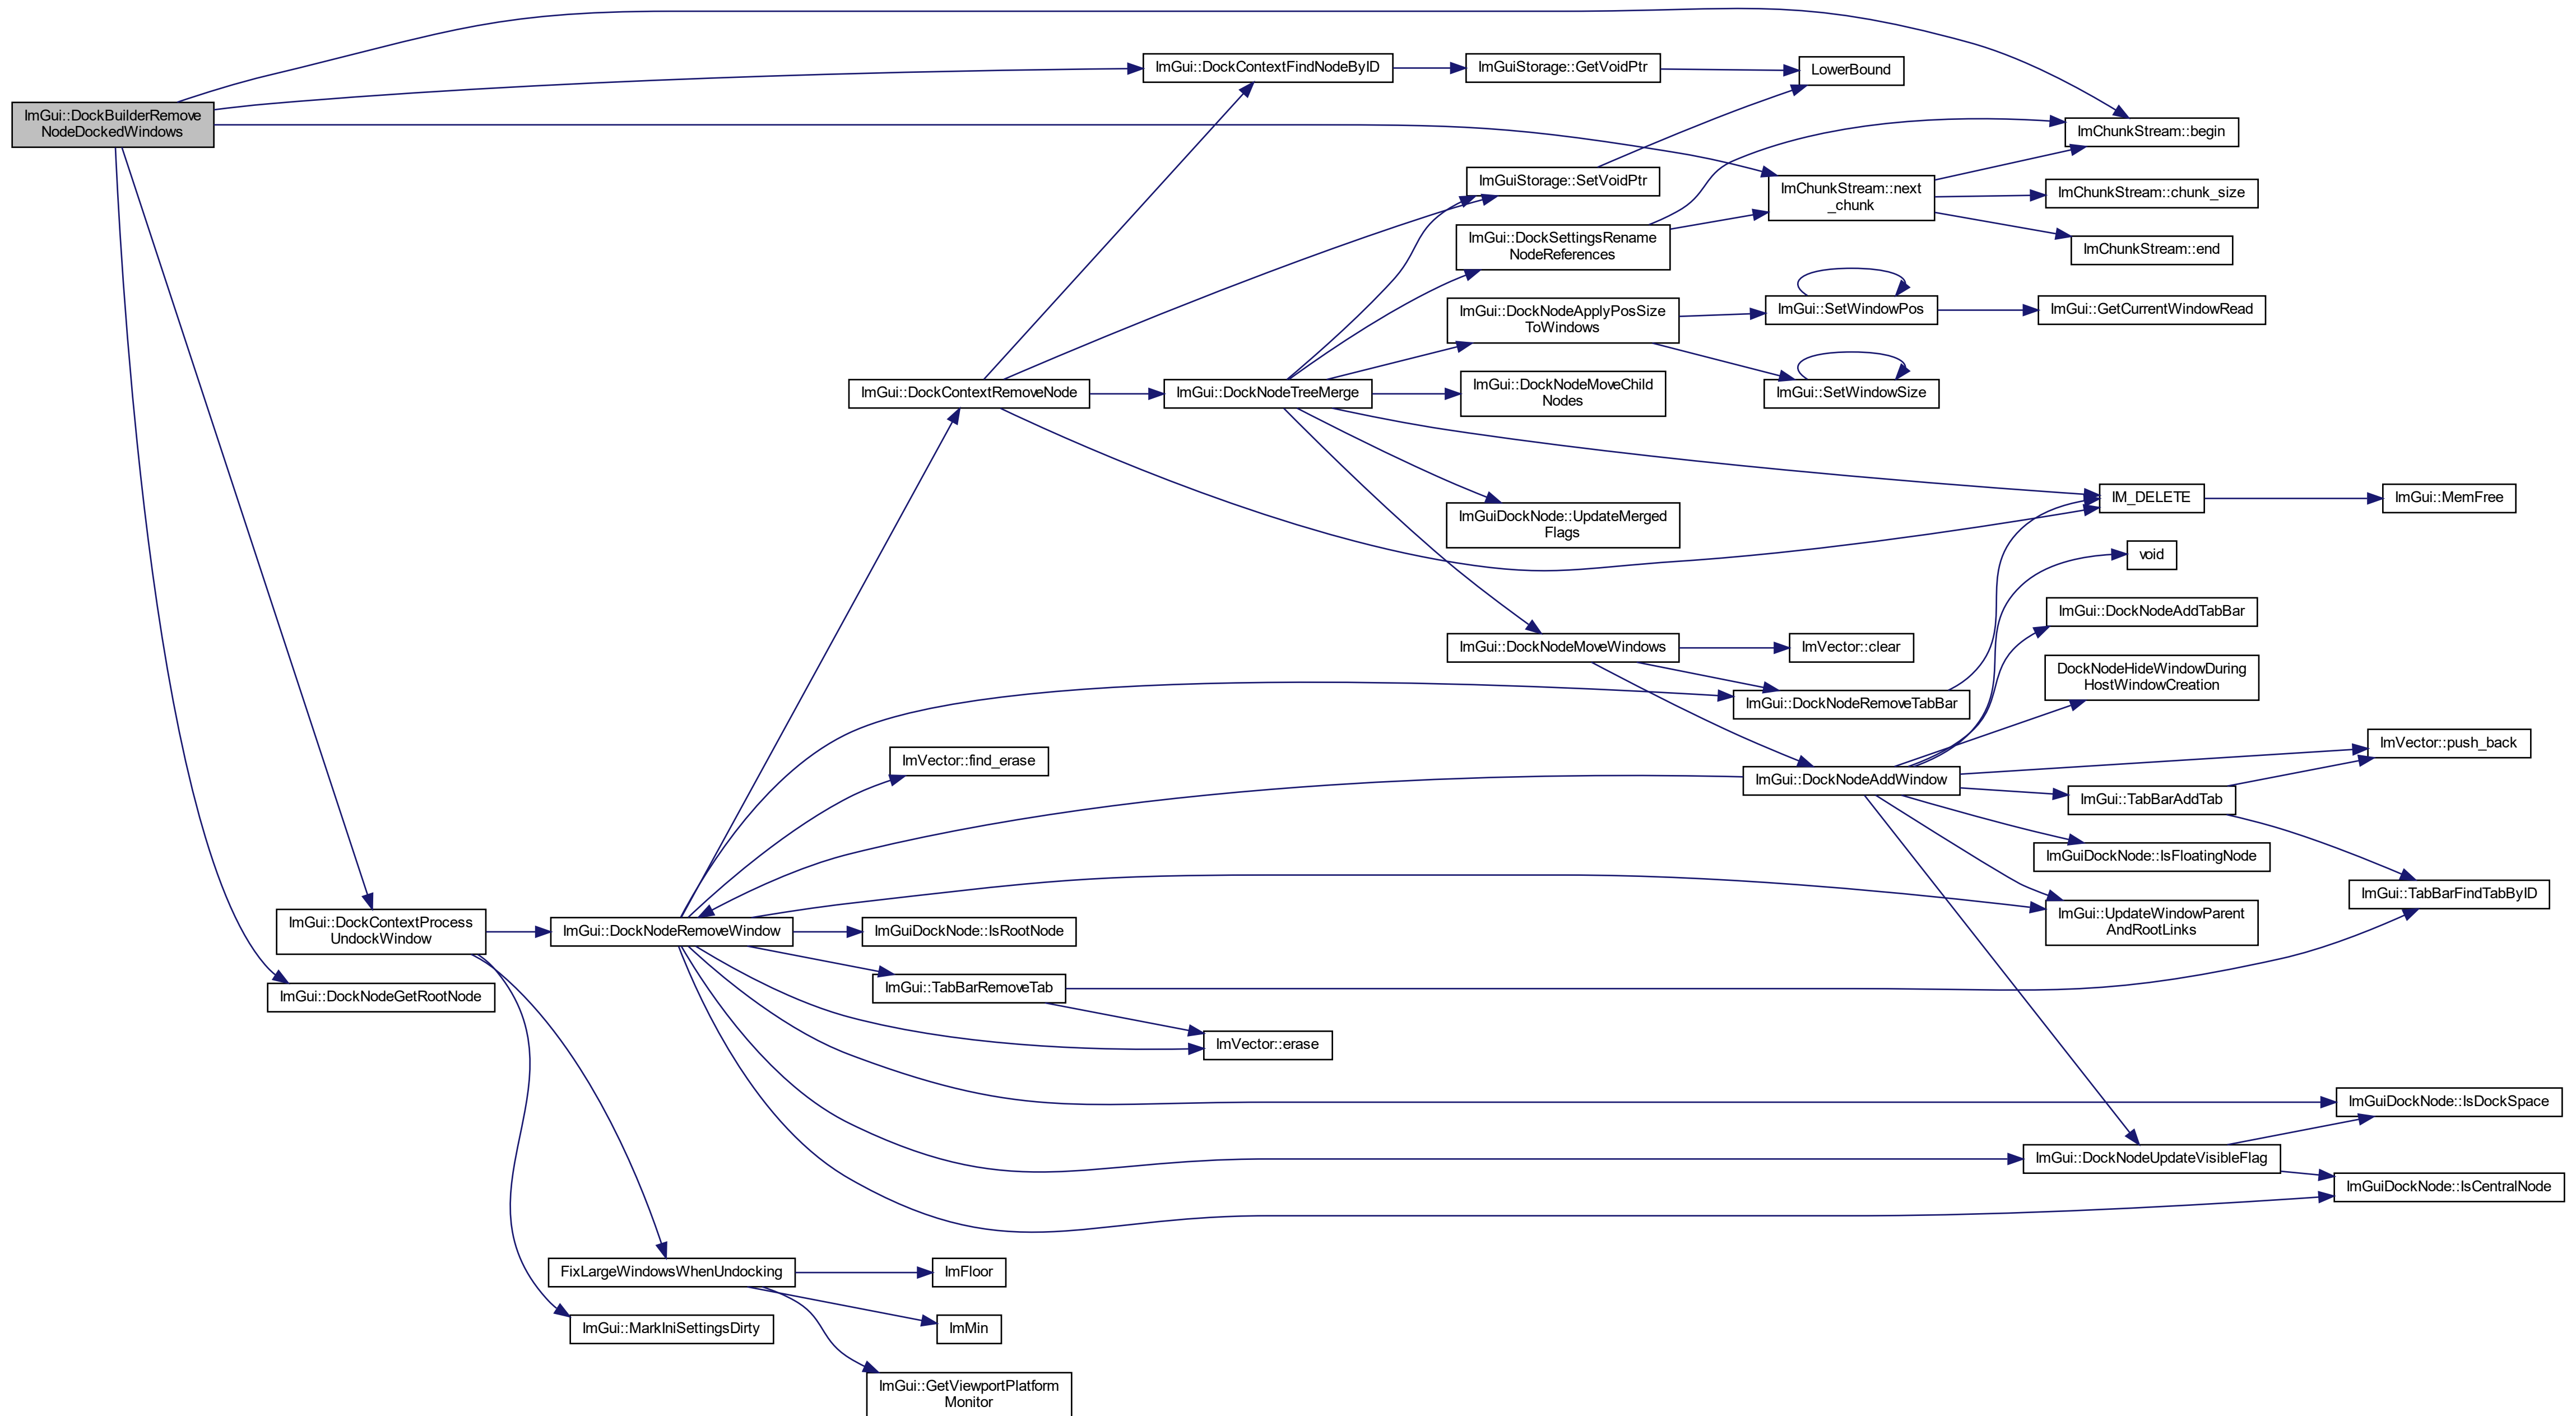 ImGui::DockBuilderRemove
NodeDockedWindows
ImGui::DockContextFindNodeByID
ImGuiStorage::GetVoidPtr
LowerBound
ImChunkStream::begin
ImGuiStorage::SetVoidPtr
ImChunkStream::next
_chunk
ImChunkStream::chunk_size
ImGui::DockSettingsRename
NodeReferences
ImChunkStream::end
ImGui::DockNodeApplyPosSize
ToWindows
ImGui::SetWindowPos
ImGui::GetCurrentWindowRead
ImGui::DockContextRemoveNode
ImGui::DockNodeTreeMerge
ImGui::DockNodeMoveChild
Nodes
ImGui::SetWindowSize
ImGuiDockNode::UpdateMerged
Flags
IM_DELETE
ImGui::MemFree
void
ImGui::DockNodeAddTabBar
ImGui::DockNodeMoveWindows
ImVector::clear
DockNodeHideWindowDuring
HostWindowCreation
ImGui::DockNodeRemoveTabBar
ImVector::find_erase
ImGui::DockNodeAddWindow
ImVector::push_back
ImGui::TabBarAddTab
ImGuiDockNode::IsFloatingNode
ImGui::TabBarFindTabByID
ImGui::DockContextProcess
UndockWindow
ImGui::DockNodeRemoveWindow
ImGuiDockNode::IsRootNode
ImGui::UpdateWindowParent
AndRootLinks
ImGui::DockNodeGetRootNode
ImGui::TabBarRemoveTab
ImVector::erase
ImGuiDockNode::IsDockSpace
ImGui::DockNodeUpdateVisibleFlag
ImGuiDockNode::IsCentralNode
FixLargeWindowsWhenUndocking
ImFloor
ImGui::MarkIniSettingsDirty
ImMin
ImGui::GetViewportPlatform
Monitor